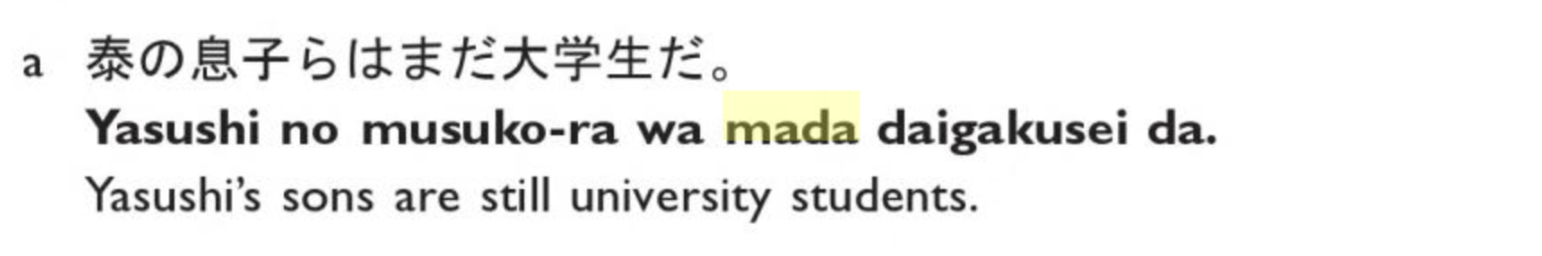 a 泰の息子らはまだ大学生だ。
Yasushi no musuko-ra wa mada daigakusei da.
Yasushi’s sons are still university students.